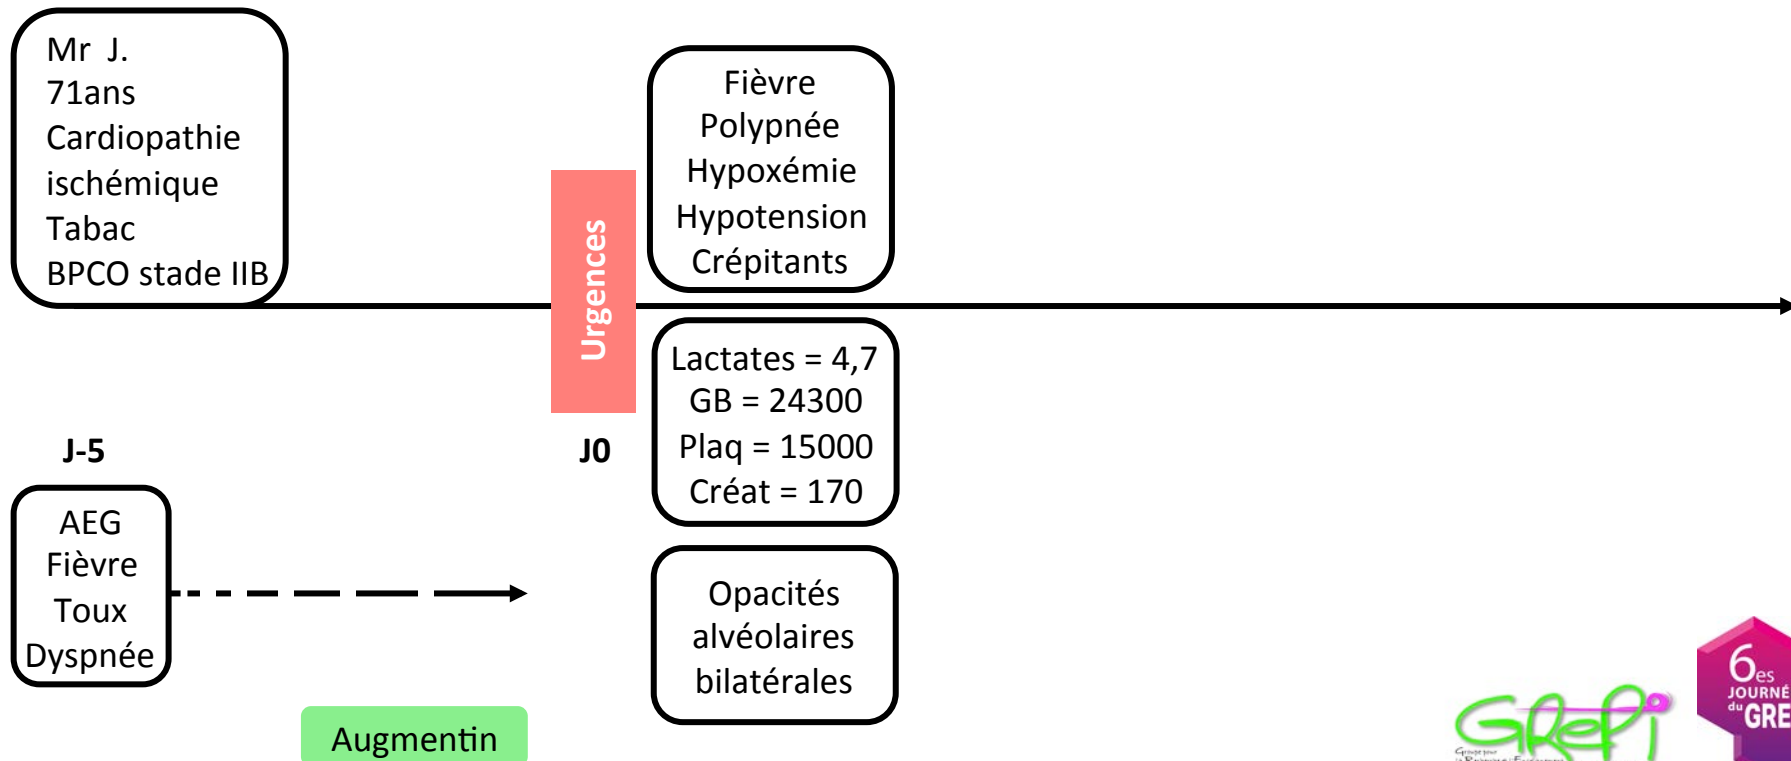 Mr J.
71ans
Cardiopathie
ischémique
Tabac
BPCO stade IIB
Urgences
Fièvre
Polypnée
Hypoxémie
Hypotension
Crépitants
Lactates = 4,7
GB = 24300
Plaq = 15000
Créat = 170
J-5
J0
AEG
Fièvre
Toux
Dyspnée
Opacités
alvéolaires
bilatérales
Augmentin
GRePI
Groupe pour
6es
JOURNÉ
du GRE